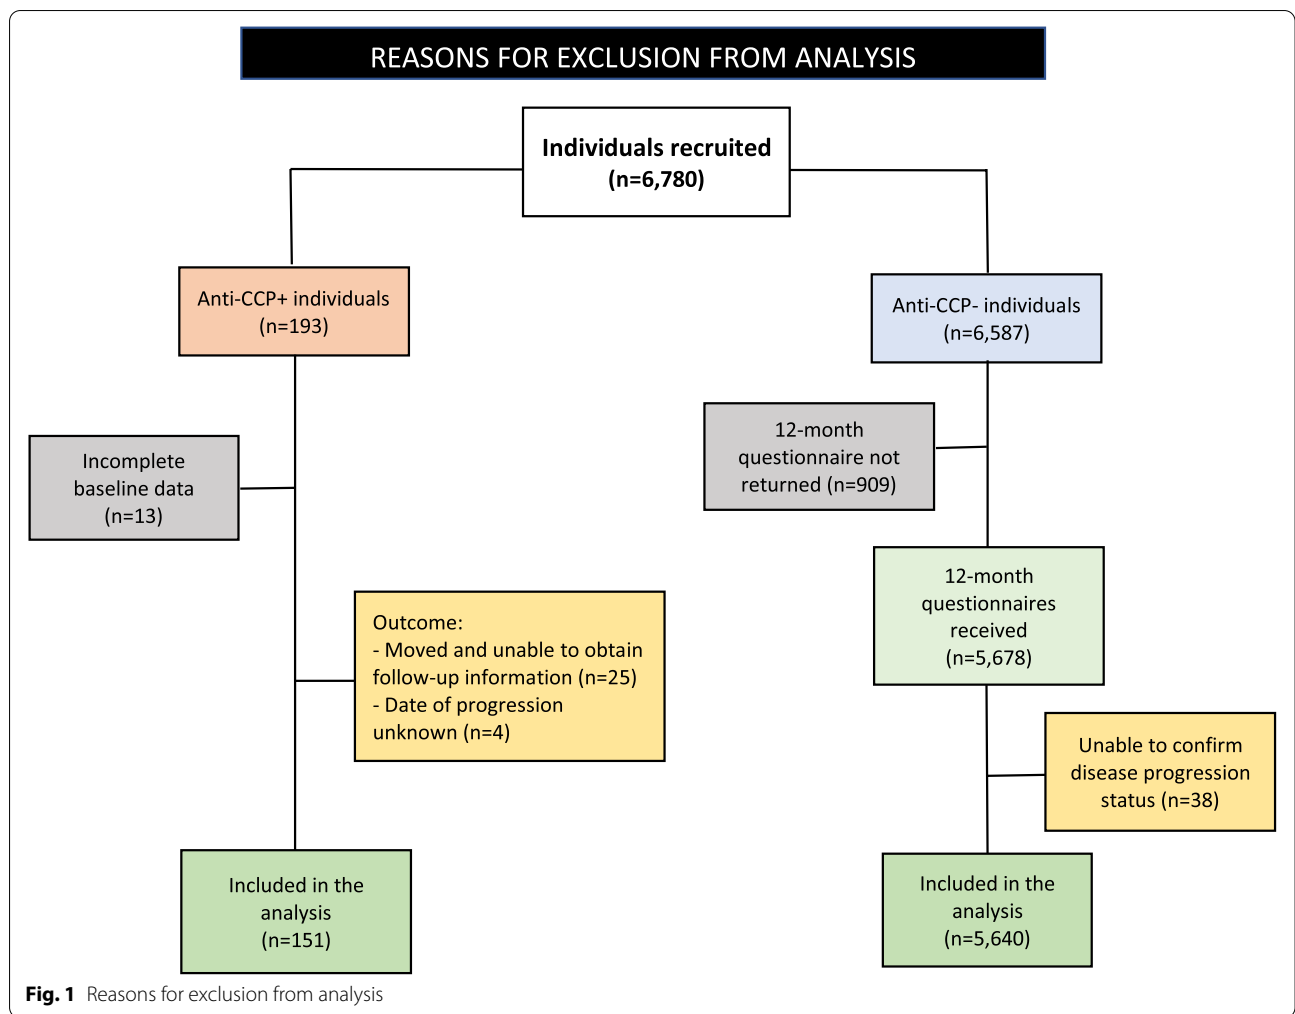 REASONS FOR EXCLUSION FROM ANALYSIS
Individuals recruited
(n=6,780)
Anti-CCP+ individuals
(n=193)
Anti-CCP- individuals
(n=6,587)
12-month
questionnaire not
returned (n=909)
Incomplete
baseline data
(n=13)
12-month
questionnaires
received
(n=5,678)
Outcome:
- Moved and unable to obtain
follow-up information (n=25)
- Date of progression
unknown (n=4)
Unable to confirm
disease progression
status (n=38)
Included in the
analysis
(n=151)
Included in the
analysis
(n=5,640)
Fig. 1 Reasons for exclusion from analysis